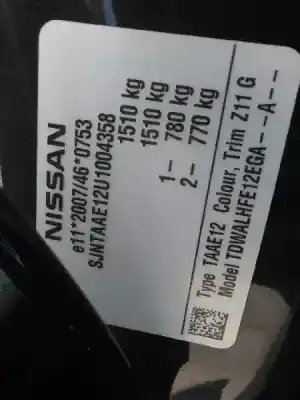 NISSAN
e11*2007/46*0753
SJNTAAE12U1004358
1510 kg
1510 kg
1– 780 kg
2– 770 kg
Type TAAE12 Colour, Trim Z11 G
Model TDWALHFE12EGA--A--